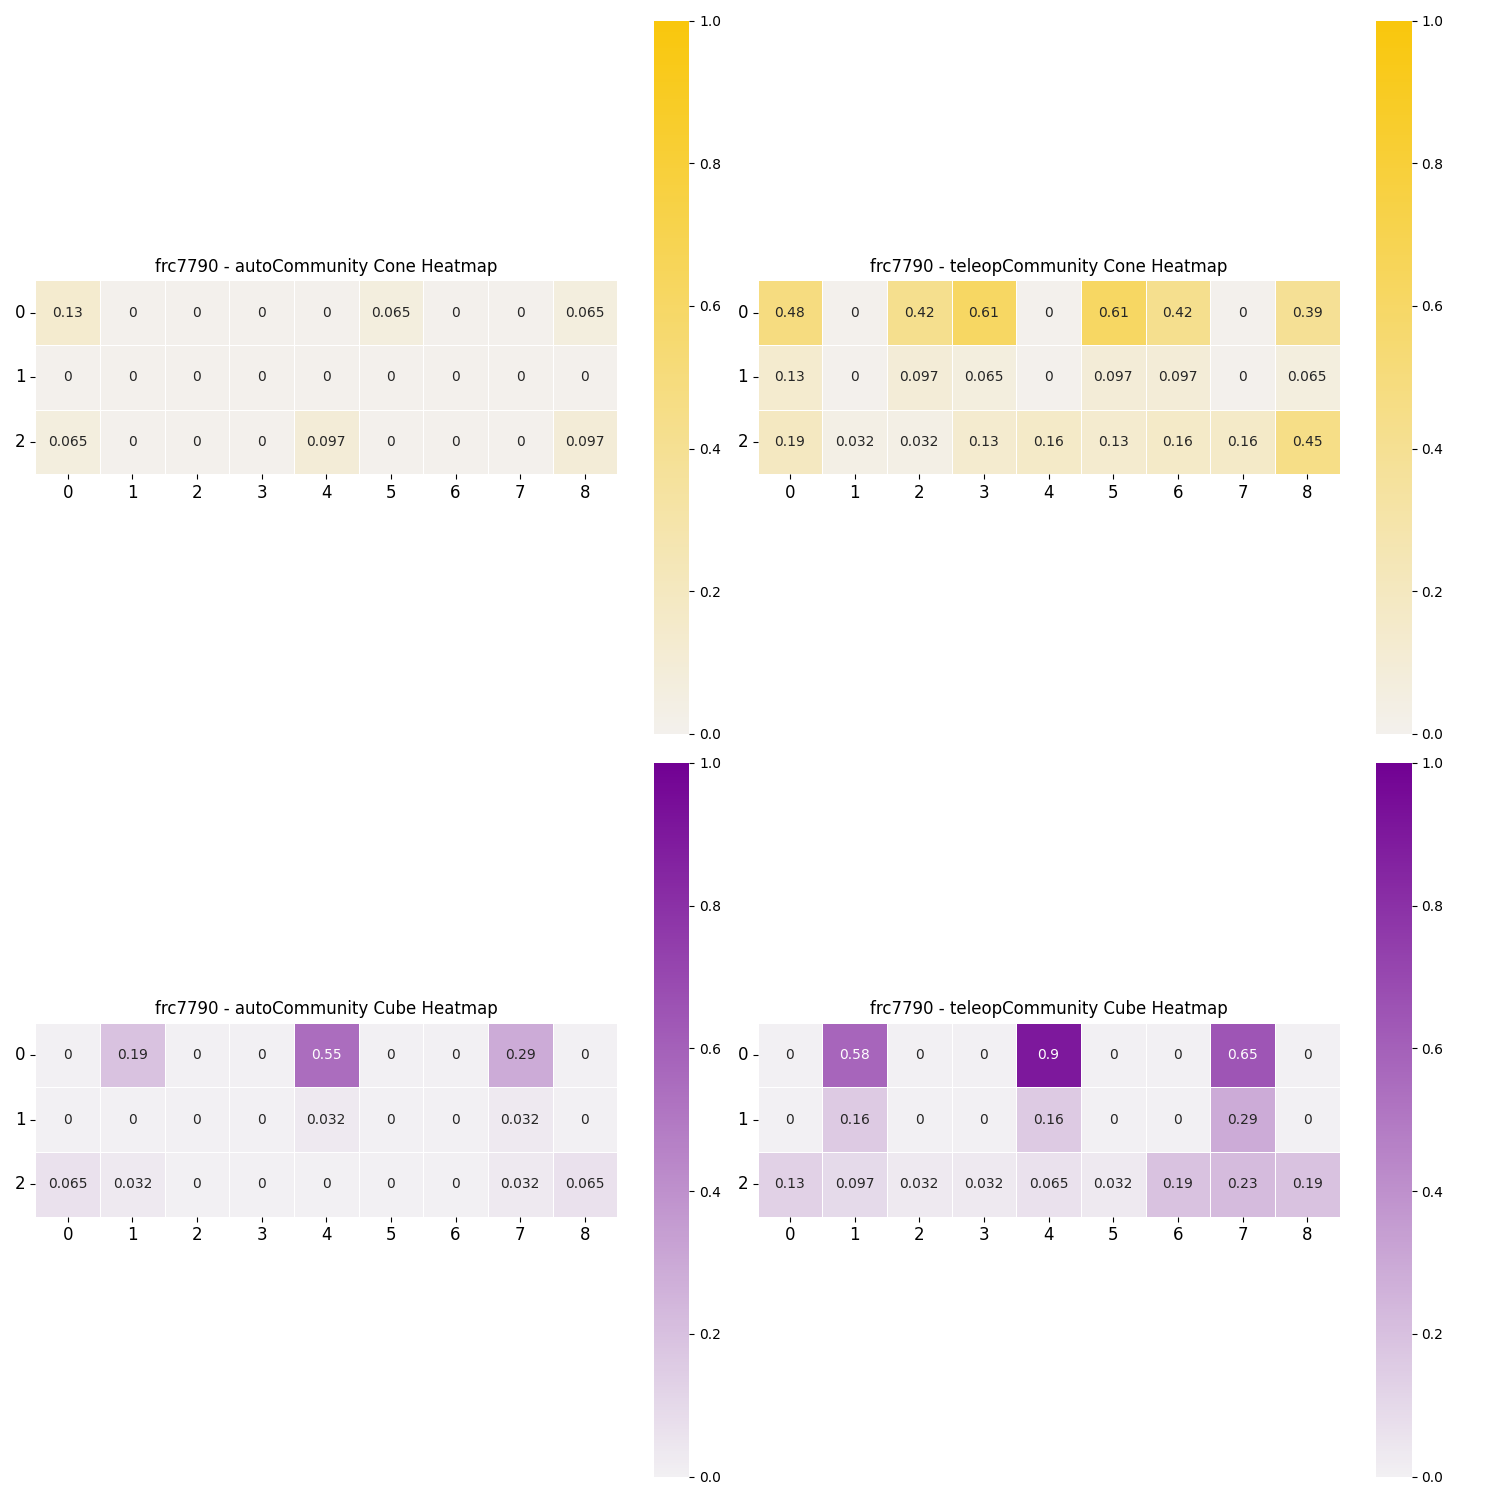 frc7790 - autoCommunity Cone Heatmap
0 0.13 0 0 0 0 0.065 0 0 0.065
1 0 0 0 0 0 0 0 0 0
2 0.065 0 0 0 0.097 0 0 0 0.097
0 1 2 3 4 5 6 7 8
1.0
0.8
0.6
0.4
0.2
0.0
frc7790 - teleopCommunity Cone Heatmap
0 0.48 0 0.42 0.61 0 0.61 0.42 0 0.39
1 0.13 0 0.097 0.065 0 0.097 0.097 0 0.065
2 0.19 0.032 0.032 0.13 0.16 0.13 0.16 0.16 0.45
0 1 2 3 4 5 6 7 8
1.0
0.8
0.6
0.4
0.2
0.0
frc7790 - autoCommunity Cube Heatmap
0 0 0.19 0 0 0.55 0 0 0.29 0
1 0 0 0 0 0.032 0 0 0.032 0
2 0.065 0.032 0 0 0 0 0 0.032 0.065
0 1 2 3 4 5 6 7 8
1.0
0.8
0.6
0.4
0.2
0.0
frc7790 - teleopCommunity Cube Heatmap
0 0 0.58 0 0 0.9 0 0 0.65 0
1 0 0.16 0 0 0.16 0 0 0.29 0
2 0.13 0.097 0.032 0.032 0.065 0.032 0.19 0.23 0.19
0 1 2 3 4 5 6 7 8
1.0
0.8
0.6
0.4
0.2
0.0